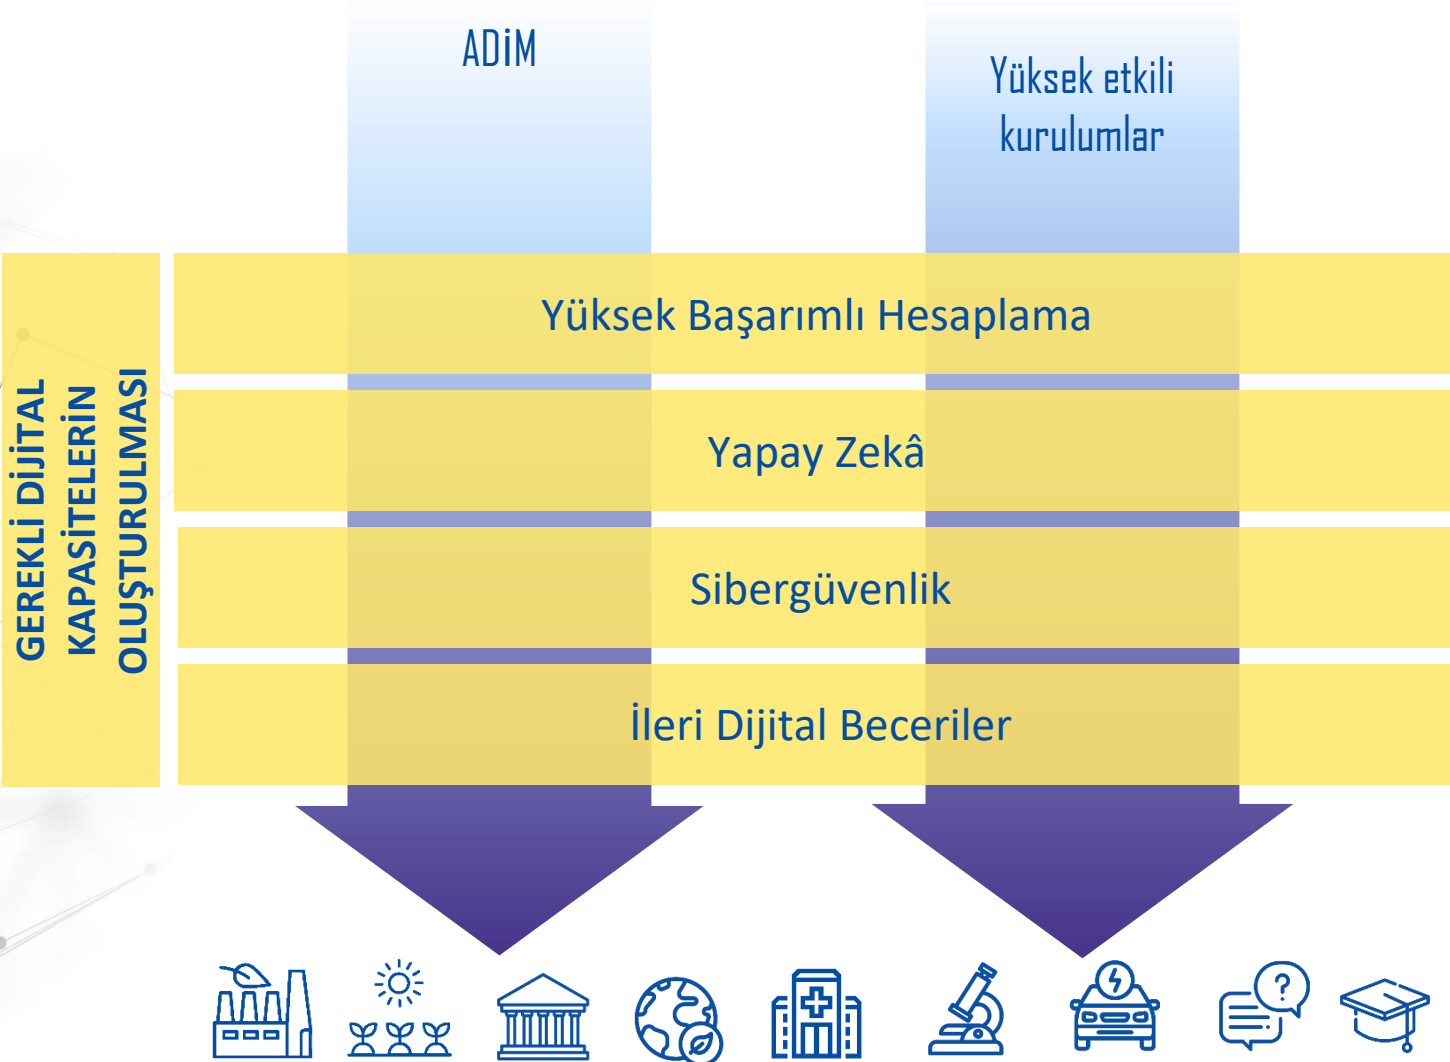 ADİM
Yüksek etkili
kurulumlar
GEREKLİ DİJİTAL
KAPASİTELERİN
OLUŞTURULMASI
Yüksek Başarımlı Hesaplama
Yapay Zekâ
Sibergüvenlik
İleri Dijital Beceriler
?